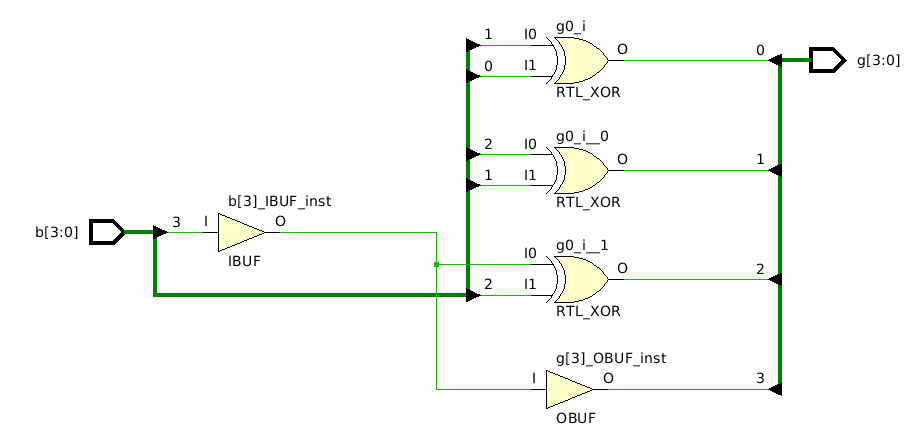 g0_i
1 I0
0 I1
O
0
g[3:0]
RTL_XOR
g0_i__0
2 I0
1 I1
O
1
RTL_XOR
b[3]_IBUF_inst
b[3:0]
3 I
O
IBUF
g0_i__1
I0
2 I1
O
2
RTL_XOR
g[3]_OBUF_inst
I
O
3
OBUF